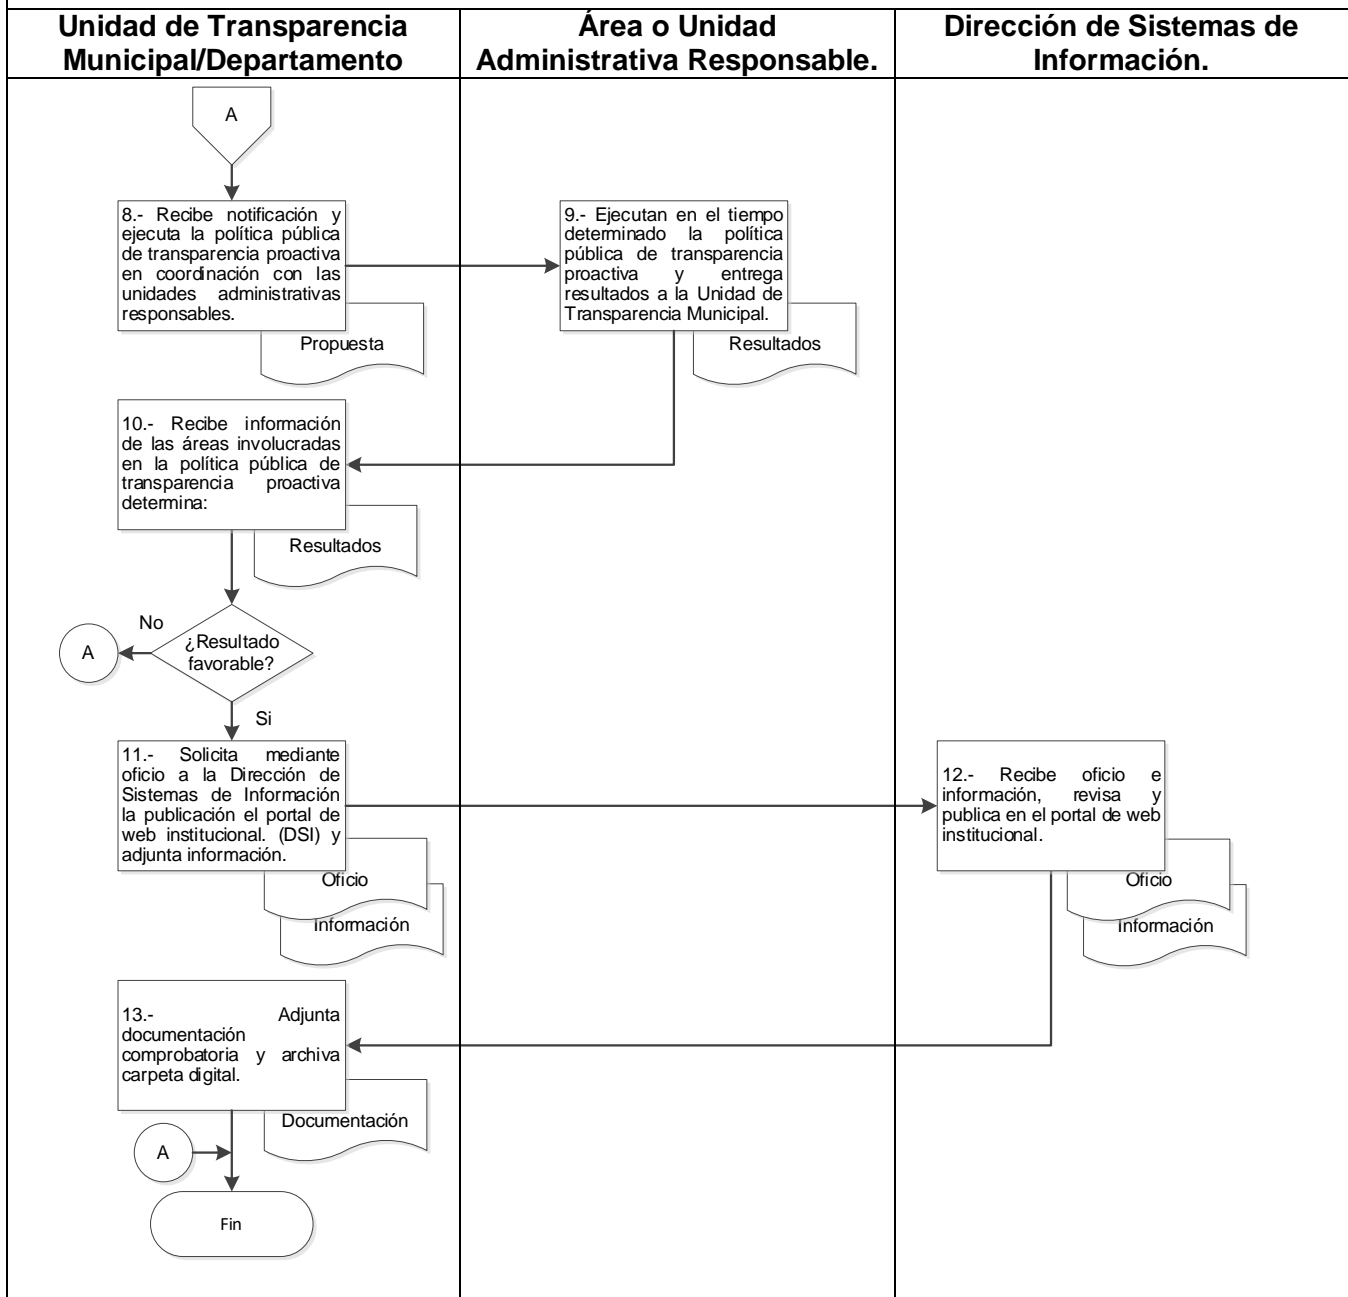 Unidad de Transparencia
Municipal/Departamento
Área o Unidad
Administrativa Responsable.
Dirección de Sistemas de
Información.
A
8.- Recibe notificación y
ejecuta la política pública
de transparencia proactiva
en coordinación con las
unidades administrativas
responsables.
Propuesta
9.- Ejecutan en el tiempo
determinado la política
pública de transparencia
proactiva y entrega
resultados a la Unidad de
Transparencia Municipal.
Resultados
10.- Recibe información
de las áreas involucradas
en la política pública de
transparencia proactiva
determina:
Resultados
¿Resultado
favorable?
No
A
Si
11.- Solicita mediante
oficio a la Dirección de
Sistemas de Información
la publicación el portal de
web institucional. (DSI) y
adjunta información.
Oficio
Información
12.- Recibe oficio e
información, revisa y
publica en el portal de web
institucional.
Oficio
Información
13.- Adjunta
documentación
comprobatoria y archiva
carpeta digital.
Documentación
A
Fin